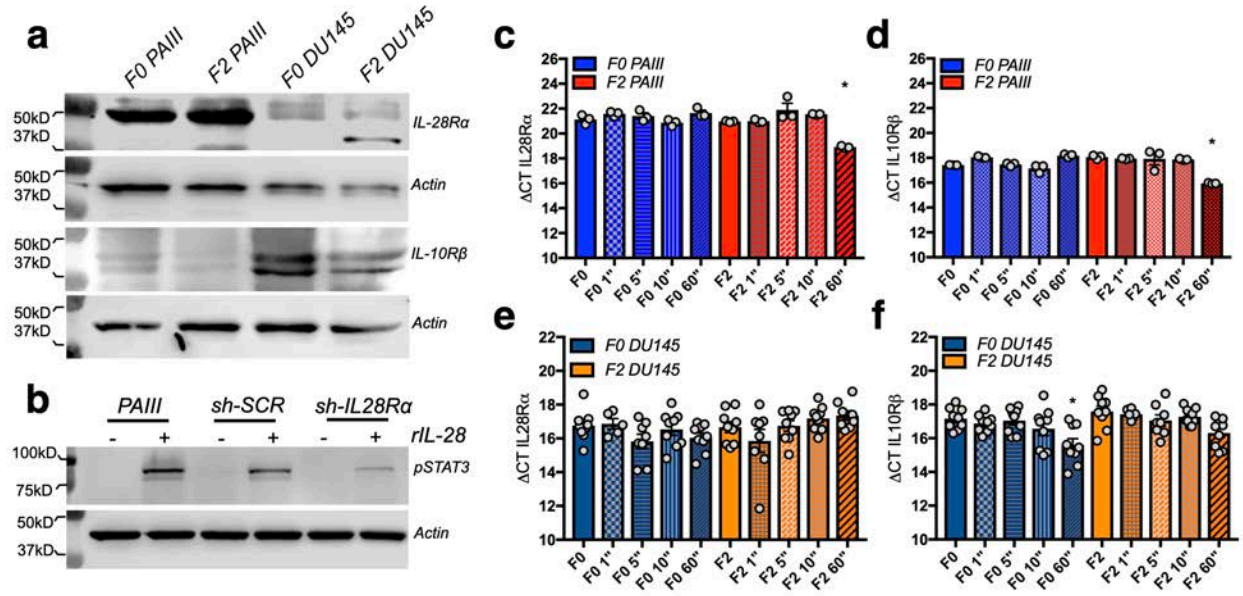 a
F0 PAIII
F2 PAIII
F0 DU145
F2 DU145
50kD
37kD
IL-28Rα
50kD
37kD
Actin
50kD
37kD
IL-10Rβ
50kD
37kD
Actin
b
PAIII
sh-SCR
sh-IL28Rα
- + - + - + rIL-28
100kD
75kD
pSTAT3
50kD
37kD
Actin
c
F0 PAIII
F2 PAIII
*
ΔCT IL28Rα
26
24
22
20
18
16
14
12
10
F0
F0 1"
F0 5"
F0 10"
F0 60"
F2
F2 1"
F2 5"
F2 10"
F2 60"
d
F0 PAIII
F2 PAIII
*
ΔCT IL10Rβ
26
24
22
20
18
16
14
12
10
F0
F0 1"
F0 5"
F0 10"
F0 60"
F2
F2 1"
F2 5"
F2 10"
F2 60"
e
F0 DU145
F2 DU145
ΔCT IL28Rα
22
20
18
16
14
12
10
F0
F0 1"
F0 5"
F0 10"
F0 60"
F2
F2 1"
F2 5"
F2 10"
F2 60"
f
F0 DU145
F2 DU145
*
ΔCT IL10Rβ
22
20
18
16
14
12
10
F0
F0 1"
F0 5"
F0 10"
F0 60"
F2
F2 1"
F2 5"
F2 10"
F2 60"